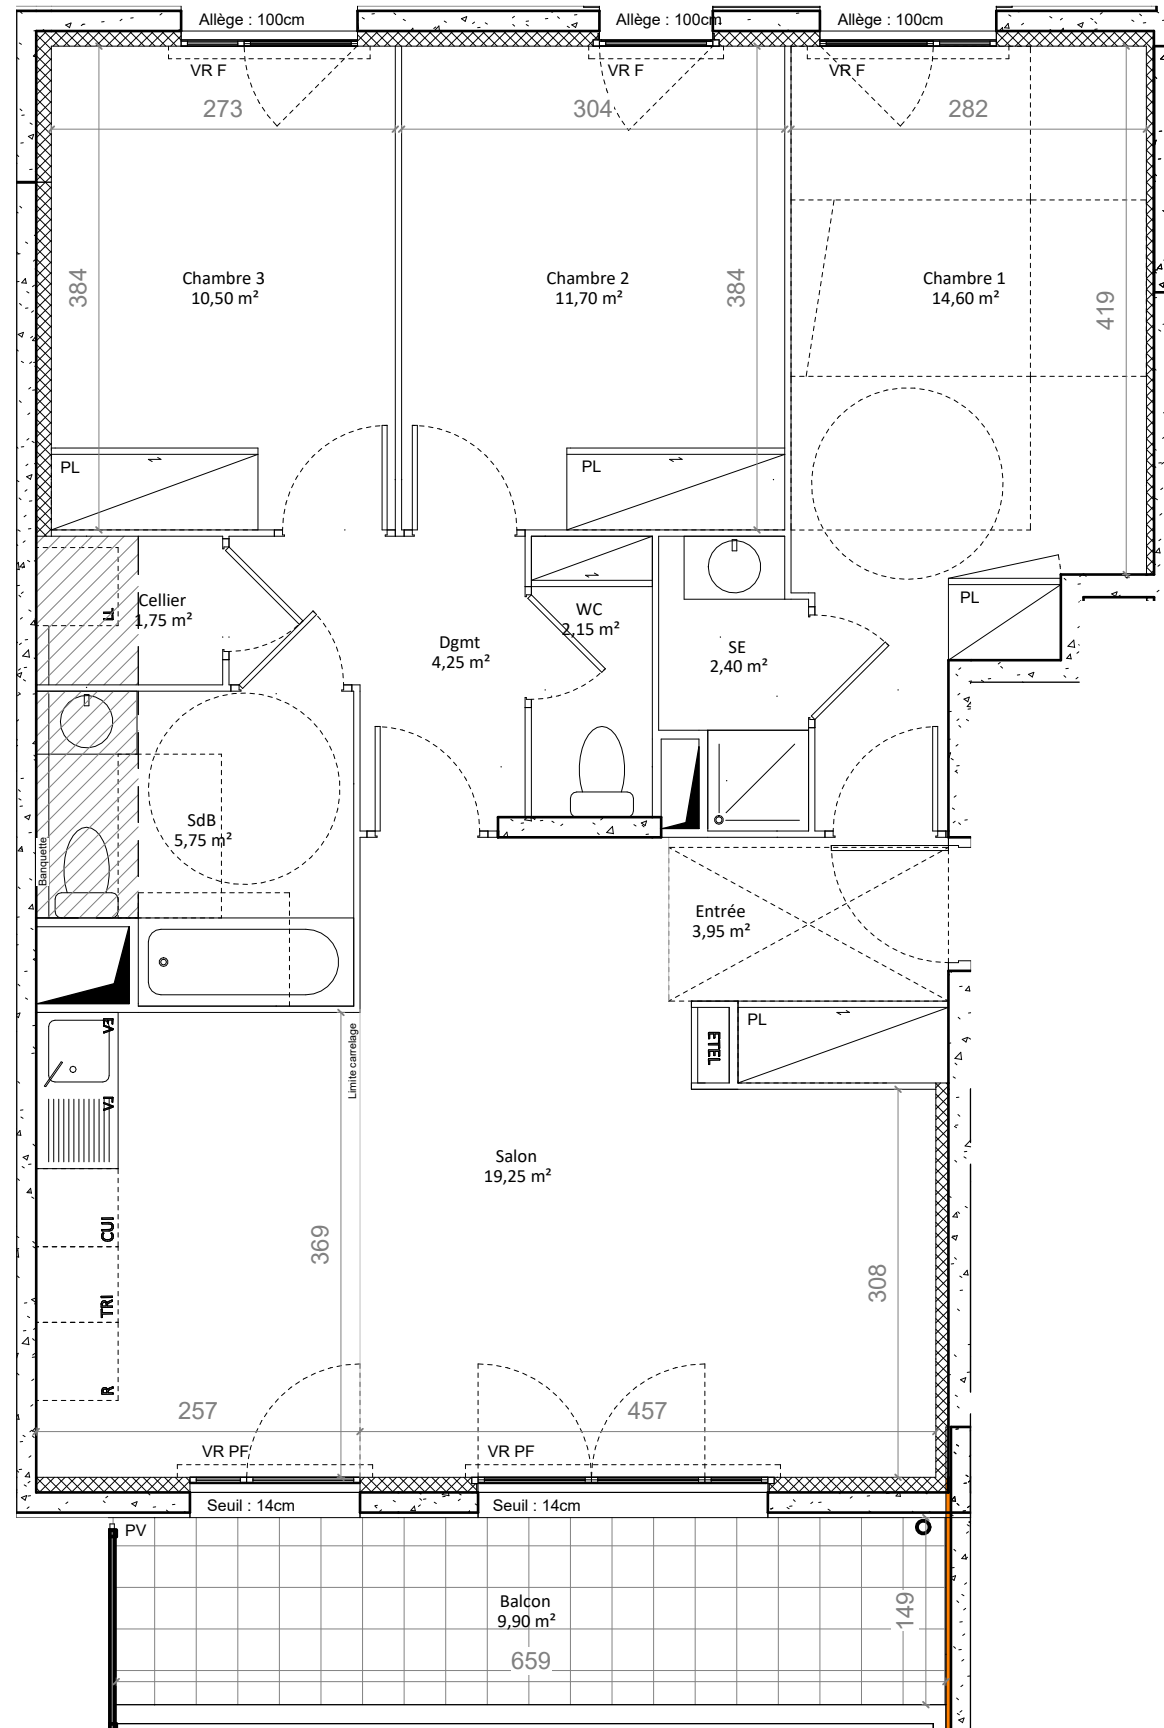 Allège : 100cm
Allège : 100cm
Allège : 100cm
VR F
VR F
VR F
273
304
282
384
Chambre 3
10,50 m²
Chambre 2
11,70 m²
384
Chambre 1
14,60 m²
419
PL
PL
PL
Cellier
1,75 m²
LL
Dgmt
4,25 m²
WC
2,15 m²
SE
2,40 m²
SdB
5,75 m²
Banquette
Entrée
3,95 m²
EV
Limite carrelage
ETEL
PL
LV
Salon
19,25 m²
CUI
369
TRI
308
R
257
457
VR PF
VR PF
Seuil : 14cm
Seuil : 14cm
PV
Balcon
9,90 m²
149
659